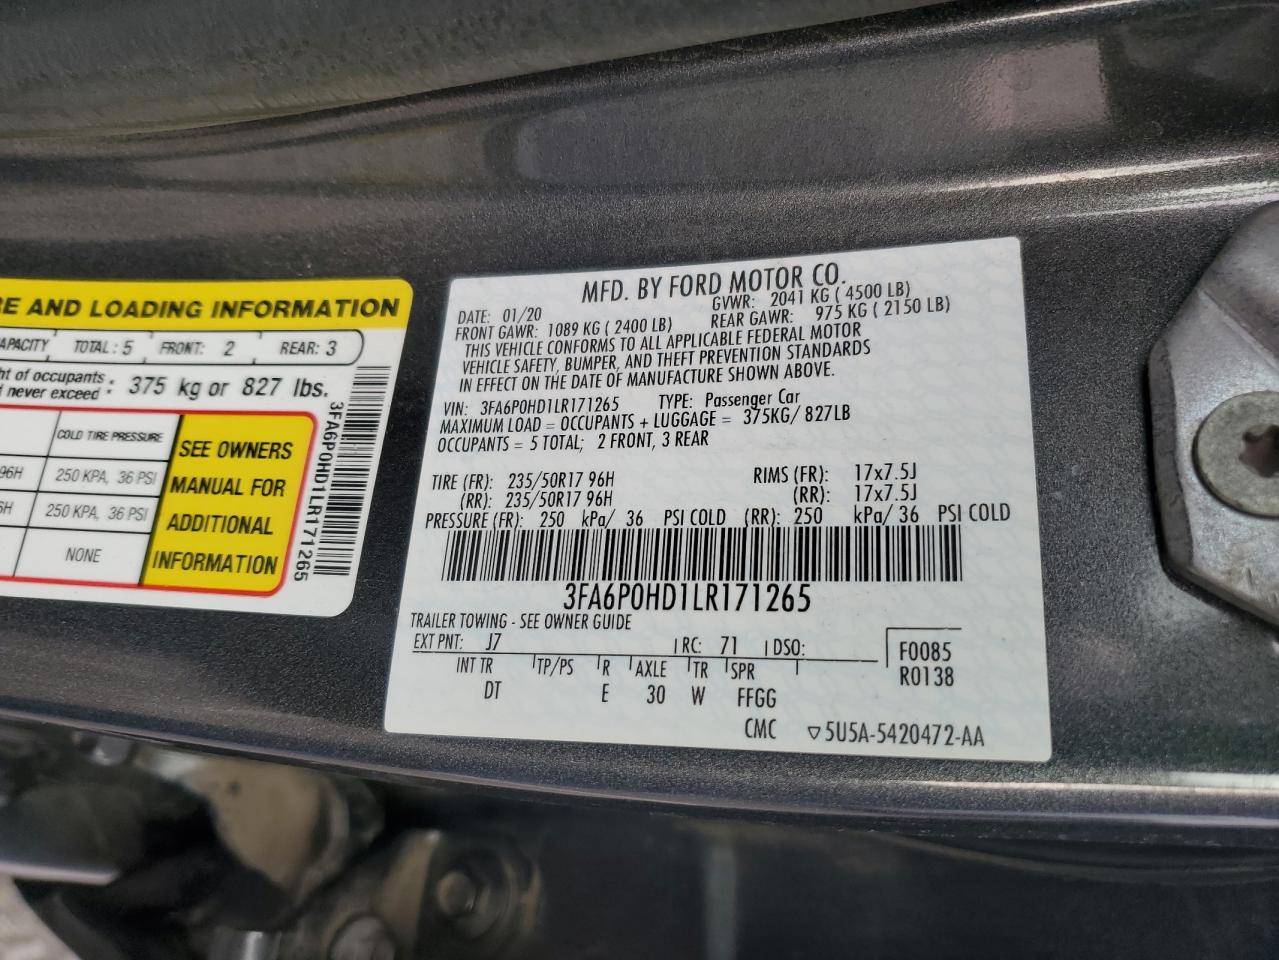 RE AND LOADING INFORMATION
APACITY TOTAL: 5 FRONT: 2 REAR: 3
ht of occupants
d never exceed : 375 kg or 827 lbs.
COLD TIRE PRESSURE
96H 250 KPA, 36 PSI
6H 250 KPA, 36 PSI
NONE
SEE OWNERS
MANUAL FOR
ADDITIONAL
INFORMATION
3FA6P0HD1LR171265
MFD. BY FORD MOTOR CO.
DATE: 01/20 GVWR: 2041 KG ( 4500 LB)
FRONT GAWR: 1089 KG ( 2400 LB) REAR GAWR: 975 KG ( 2150 LB)
THIS VEHICLE CONFORMS TO ALL APPLICABLE FEDERAL MOTOR
VEHICLE SAFETY, BUMPER, AND THEFT PREVENTION STANDARDS
IN EFFECT ON THE DATE OF MANUFACTURE SHOWN ABOVE.
VIN: 3FA6P0HD1LR171265 TYPE: Passenger Car
MAXIMUM LOAD = OCCUPANTS + LUGGAGE = 375KG/ 827LB
OCCUPANTS = 5 TOTAL; 2 FRONT, 3 REAR
TIRE (FR): 235/50R17 96H RIMS (FR): 17x7.5J
(RR): 235/50R17 96H (RR): 17x7.5J
PRESSURE (FR): 250 kPa/ 36 PSI COLD (RR): 250 kPa/ 36 PSI COLD
3FA6P0HD1LR171265
TRAILER TOWING - SEE OWNER GUIDE
EXT PNT: J7 RC: 71 DSO:
F0085
R0138
INT TR TP/PS R AXLE TR SPR
DT E 30 W FFGG
CMC ▽5U5A-5420472-AA